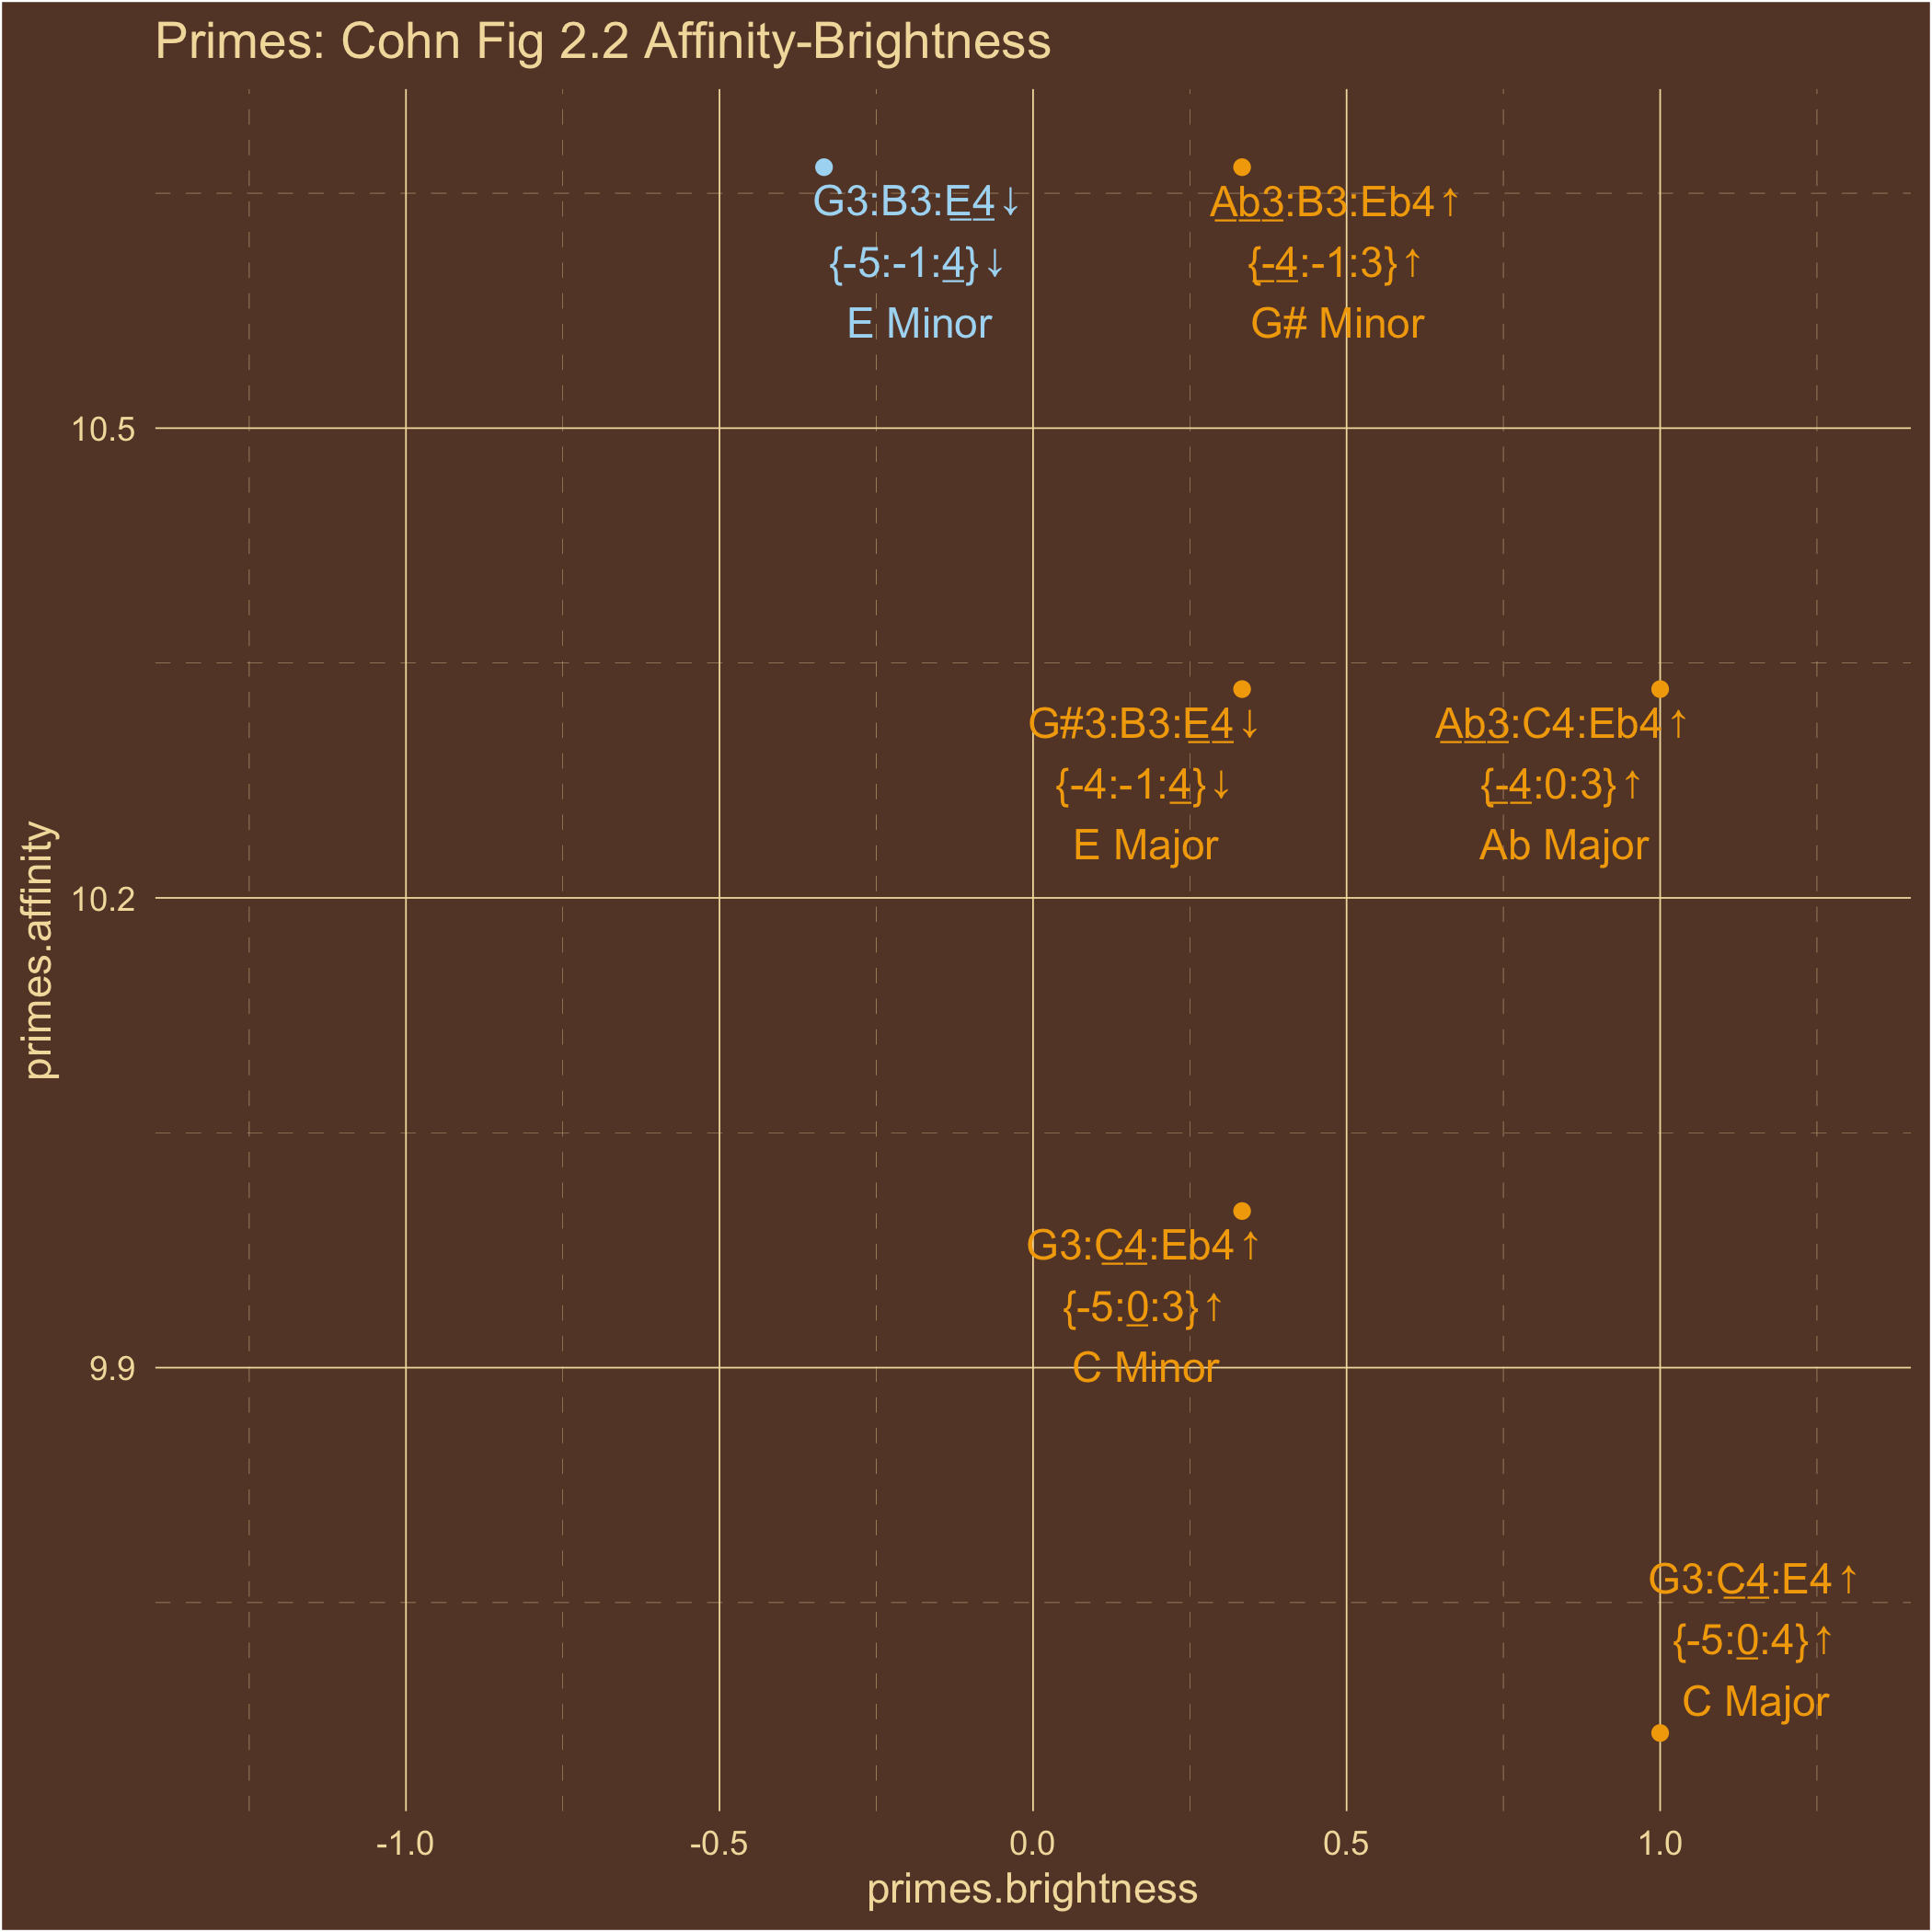 Primes: Cohn Fig 2.2 Affinity-Brightness
G3:B3:E4↓
{-5:-1:4}↓
E Minor
Ab3:B3:Eb4↑
{-4:-1:3}↑
G# Minor
10.5
G#3:B3:E4↓
{-4:-1:4}↓
E Major
Ab3:C4:Eb4↑
{-4:0:3}↑
Ab Major
10.2
primes.affinity
G3:C4:Eb4↑
{-5:0:3}↑
C Minor
9.9
G3:C4:E4↑
{-5:0:4}↑
C Major
-1.0
-0.5
0.0
0.5
1.0
primes.brightness